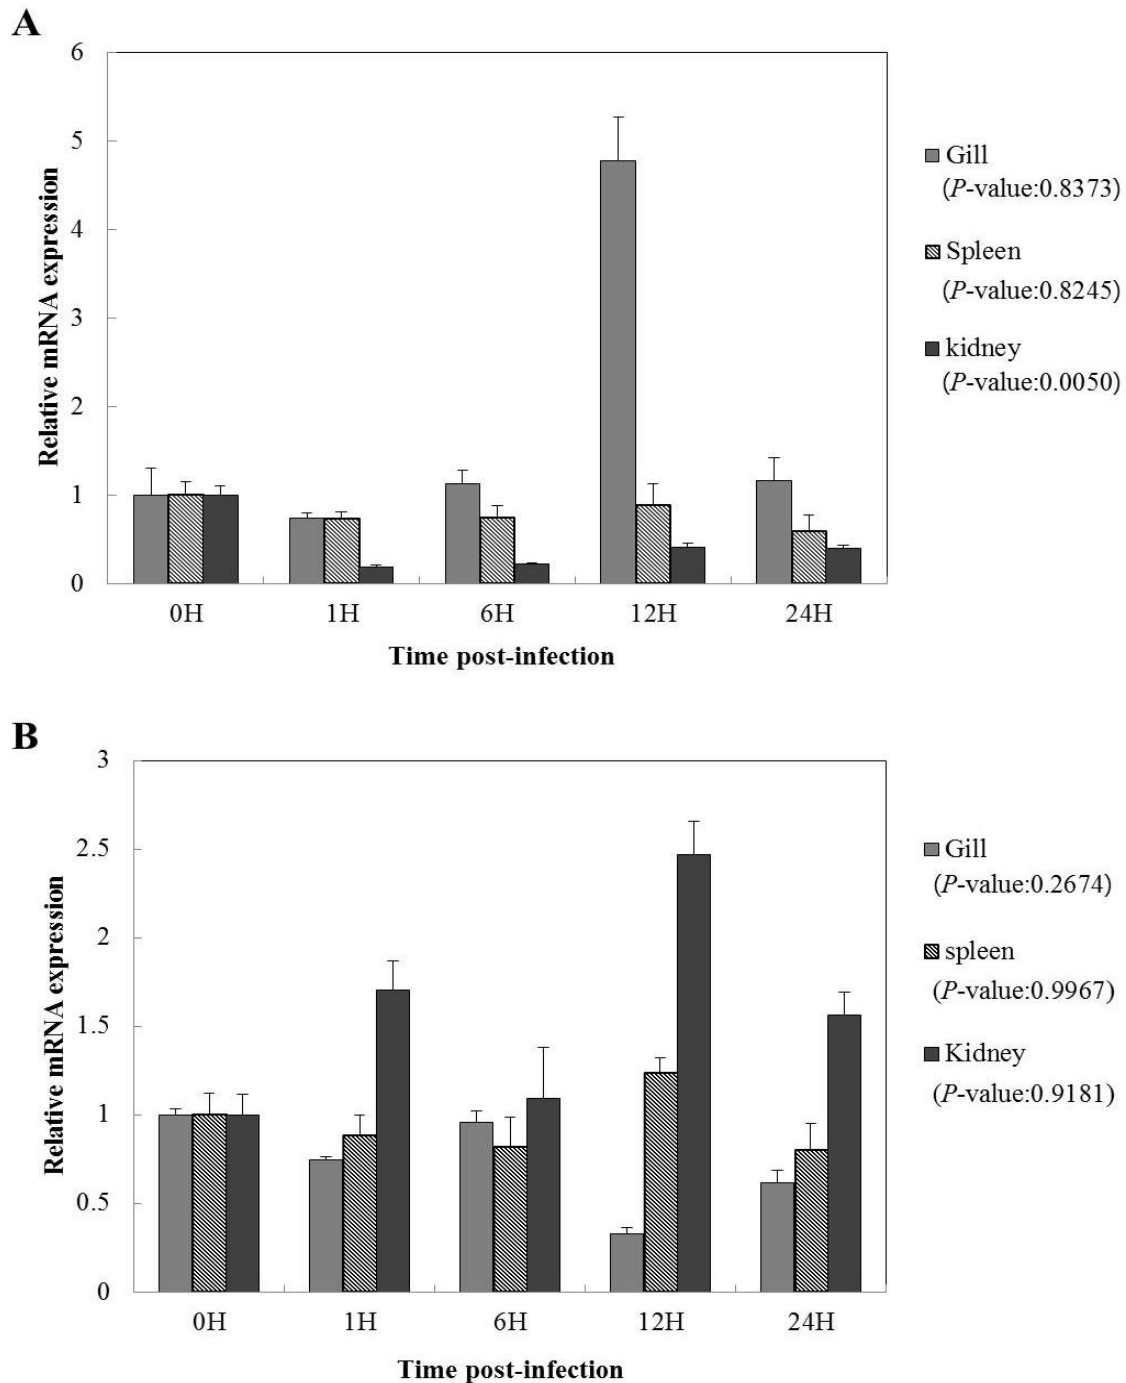 A
6
5
4
3
2
1
0
Relative mRNA expression
0H 1H 6H 12H 24H
Time post-infection
Gill
(P-value:0.8373)
Spleen
(P-value:0.8245)
kidney
(P-value:0.0050)
B
3
2.5
2
1.5
1
0.5
0
Relative mRNA expression
0H 1H 6H 12H 24H
Time post-infection
Gill
(P-value:0.2674)
spleen
(P-value:0.9967)
Kidney
(P-value:0.9181)